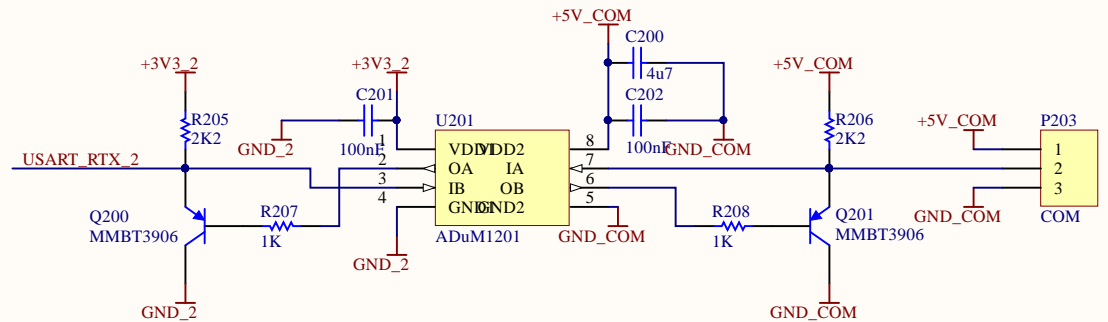 +5V_COM
C200
4u7
+3V3_2
+3V3_2
+5V_COM
C201
C202
R205
2K2
U201
R206
2K2
+5V_COM
P203
GND_2
100nF
1
VDD1
VDD2
8
100nF
GND_COM
1
USART_RTX_2
2
OA
IA
7
2
3
IB
OB
6
3
4
GND1
GND2
5
Q200
MMBT3906
R207
1K
ADuM1201
GND_COM
R208
1K
Q201
MMBT3906
GND_COM
COM
GND_2
GND_2
GND_COM